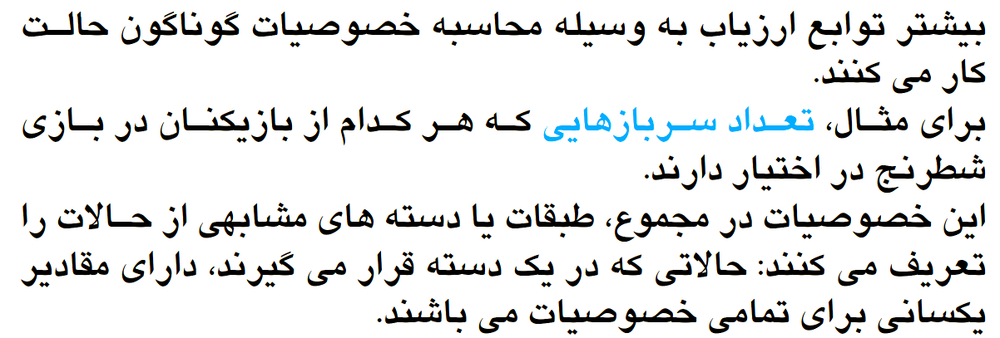 بیشتر توابع ارزیاب به وسیله محاسبه خصوصیات گوناگون حالت
کار می کنند.
برای مثال، تعداد سربازهایی که هر کدام از بازیکنان در بازی
شطرنج در اختیار دارند.
این خصوصیات در مجموع، طبقات یا دسته های مشابهی از حالات را
تعریف می کنند: حالاتی که در یک دسته قرار می گیرند، دارای مقادیر
یکسانی برای تمامی خصوصیات می باشند.